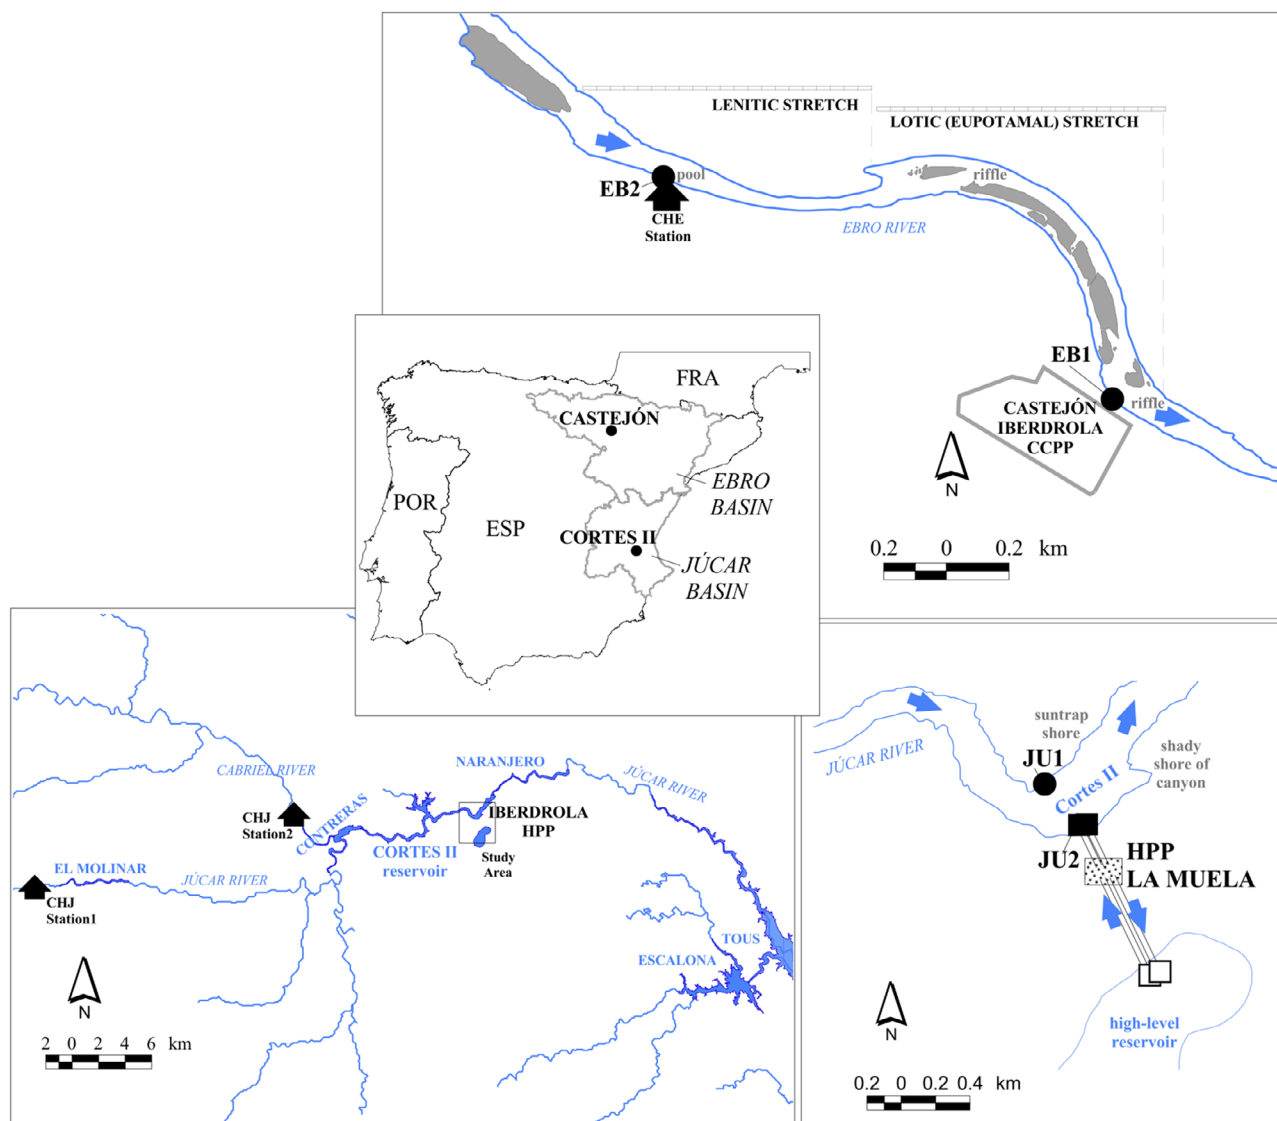 LENITIC STRETCH
LOTIC (EUPOTAMAL) STRETCH
pool
riffle
EB2
CHE
Station
EBRO RIVER
EB1
riffle
CASTEJÓN
IBERDROLA
CCPP
N
0.2 0 0.2 km
FRA
CASTEJÓN
EBRO
BASIN
POR
ESP
CORTES II
JÚCAR
BASIN
CABRIEL RIVER
NARANJERO
JÚCAR RIVER
CHJ
Station2
CONTRERAS
IBERDROLA
HPP
CORTES II
reservoir
Study
Area
EL MOLINAR
JÚCAR RIVER
CHJ
Station1
TOUS
ESCALONA
N
2 0 2 4 6 km
suntrap
shore
JÚCAR RIVER
JU1
shady
shore of
canyon
Cortes II
JU2
HPP
LA MUELA
high-level
reservoir
N
0.2 0 0.2 0.4 km